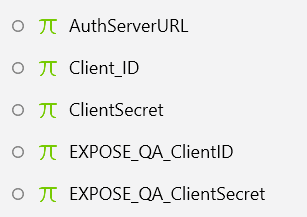 AuthServerURL
Client_ID
ClientSecret
EXPOSE_QA_ClientID
EXPOSE_QA_ClientSecret